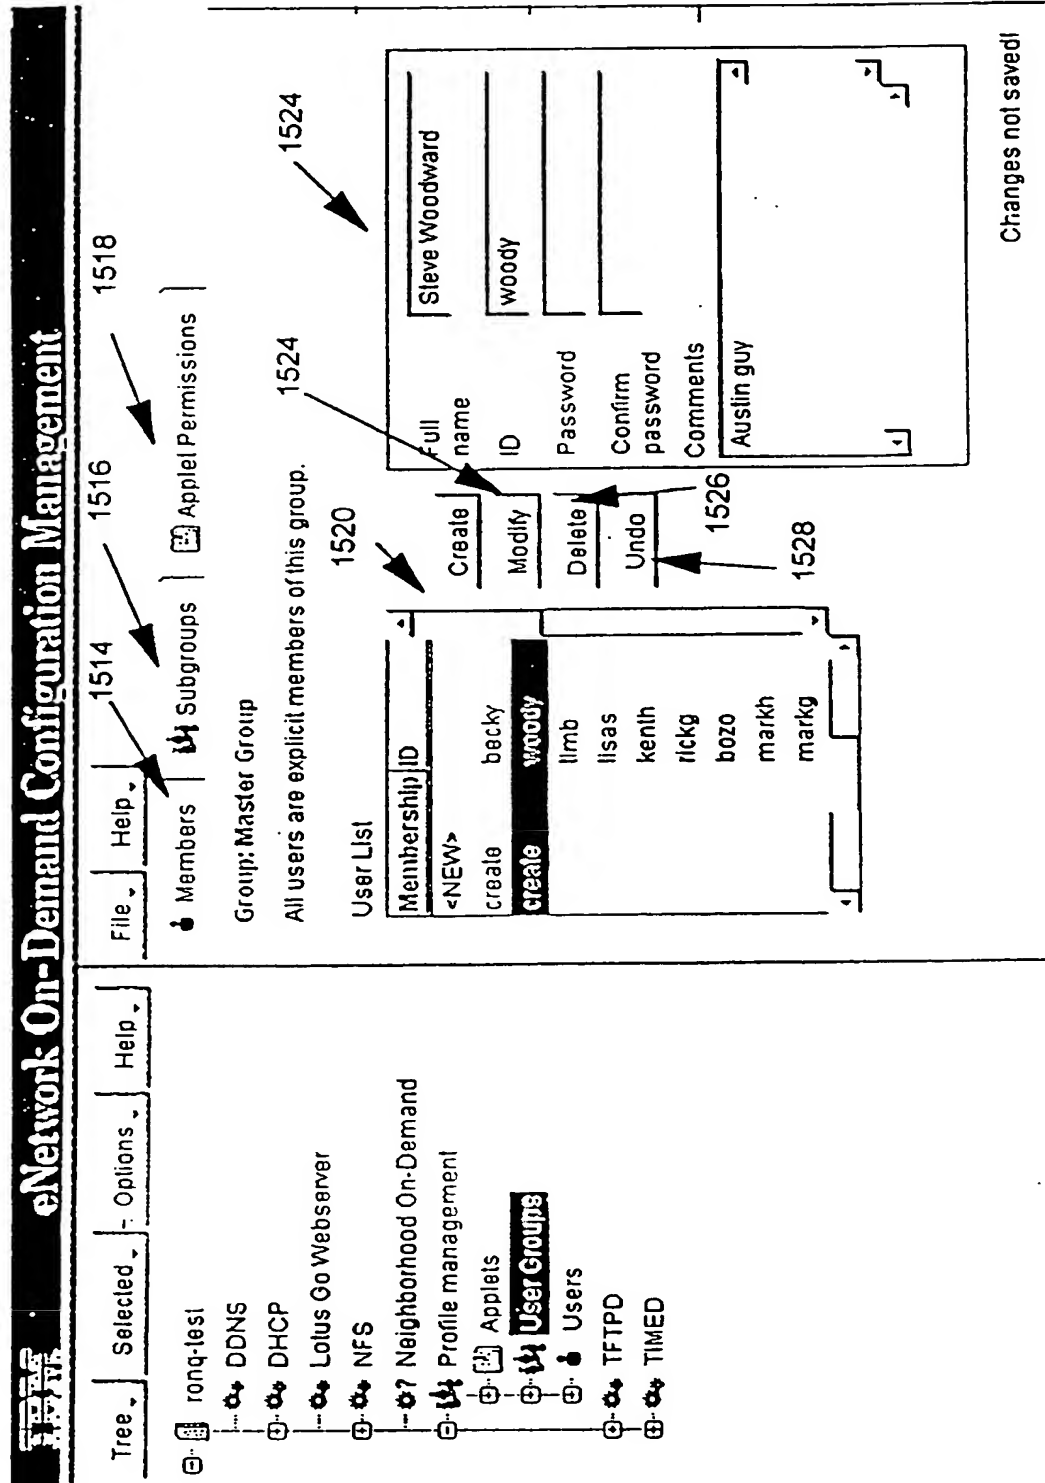 IBM eNetwork On-Demand Configuration Management
Tree Selected Options Help
ronq-test
DDNS
DHCP
Lotus Go Webserver
NFS
? Neighborhood On-Demand
Profile management
Applets
User Groups
Users
TFTPD
TIMED
File Help
1514
1516
1518
Members Subgroups Applet Permissions
Group: Master Group
All users are explicit members of this group.
User List
1520
1524
1524
Membership ID
<NEW>
create becky
create woody
timb
lisas
kenth
rickg
bozo
markh
markg
Create
Modify
Delete
Undo
1526
1528
Full name Steve Woodward
ID woody
Password
Confirm password
Comments
Austin guy
Changes not saved!